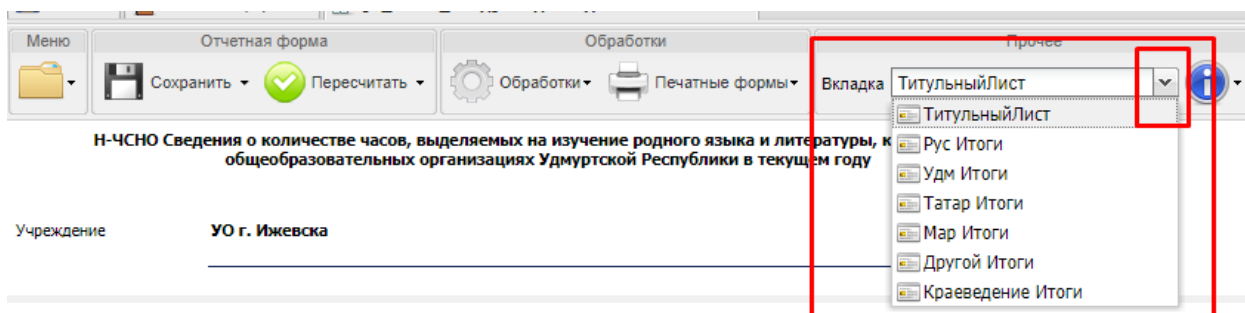 Меню Отчетная форма Обработки Прочее
Сохранить Пересчитать Обработки Печатные формы Вкладка ТитульныйЛист
ТитульныйЛист
Н-ЧСНО Сведения о количестве часов, выделяемых на изучение родного языка и литературы, к
Рус Итоги
общеобразовательных организациях Удмуртской Республики в текущем году
Удм Итоги
Татар Итоги
Учреждение УО г. Ижевска
Мар Итоги
Другой Итоги
Краеведение Итоги